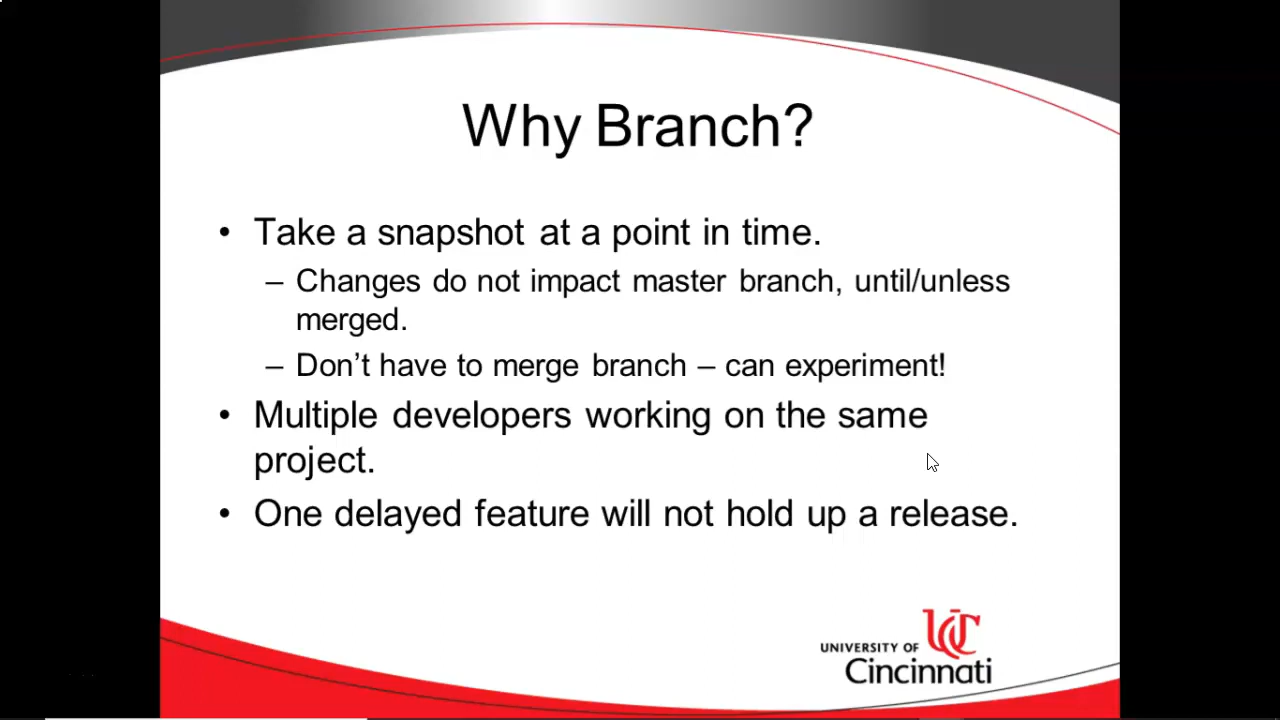 Why Branch?
• Take a snapshot at a point in time.
– Changes do not impact master branch, until/unless
merged.
– Don’t have to merge branch – can experiment!
• Multiple developers working on the same
project.
• One delayed feature will not hold up a release.
UNIVERSITY OF
UC
Cincinnati